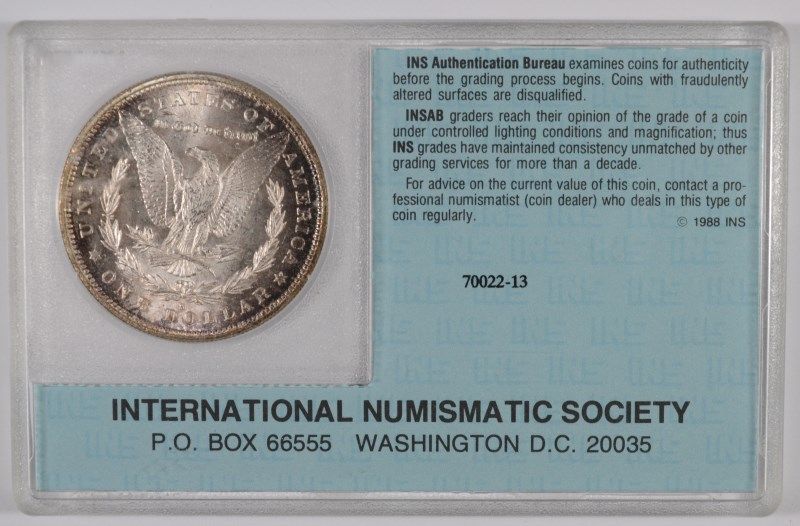 UNITED STATES OF AMERICA
ONE DOLLAR
INS Authentication Bureau examines coins for authenticity
before the grading process begins. Coins with fraudulently
altered surfaces are disqualified.
INSAB graders reach their opinion of the grade of a coin
under controlled lighting conditions and magnification; thus
INS grades have maintained consistency unmatched by other
grading services for more than a decade.
For advice on the current value of this coin, contact a pro-
fessional numismatist (coin dealer) who deals in this type of
coin regularly.
© 1988 INS
70022-13
INTERNATIONAL NUMISMATIC SOCIETY
P.O. BOX 66555 WASHINGTON D.C. 20035